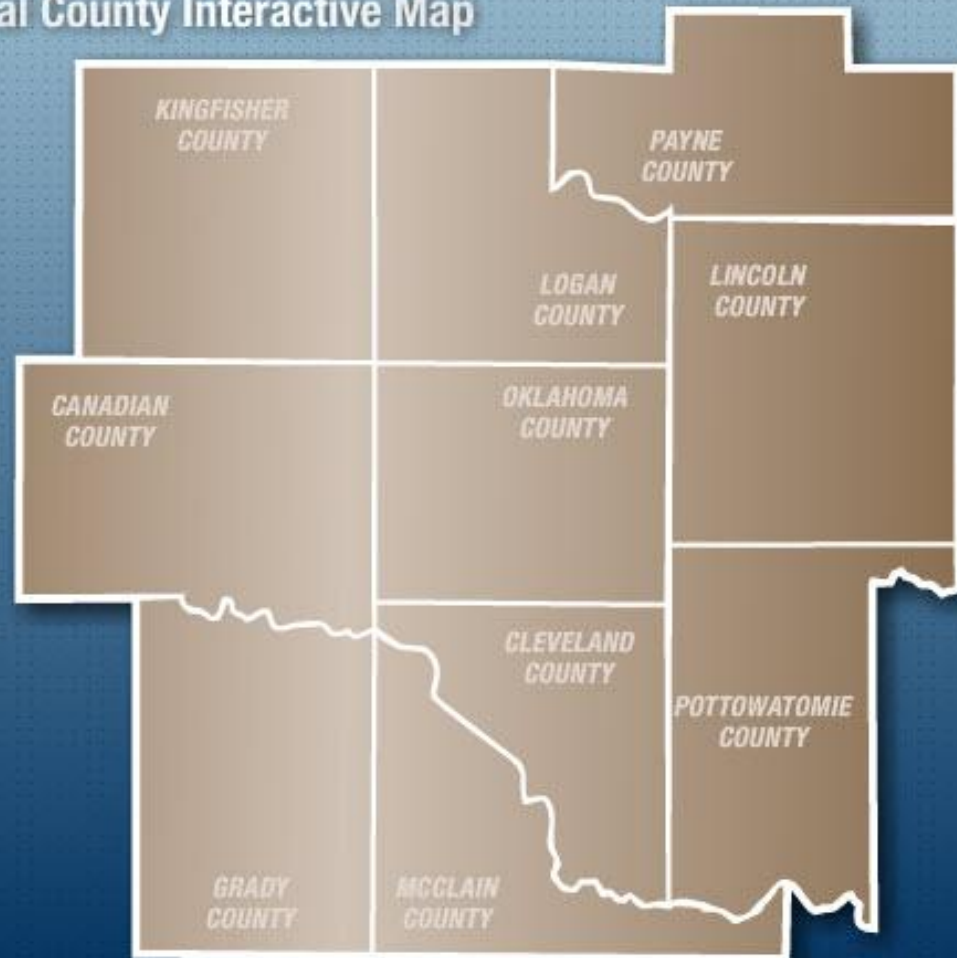 al County Interactive Map
KINGFISHER
COUNTY
PAYNE
COUNTY
LOGAN
COUNTY
LINCOLN
COUNTY
CANADIAN
COUNTY
OKLAHOMA
COUNTY
CLEVELAND
COUNTY
POTTOWATOMIE
COUNTY
GRADY
COUNTY
MCCLAIN
COUNTY